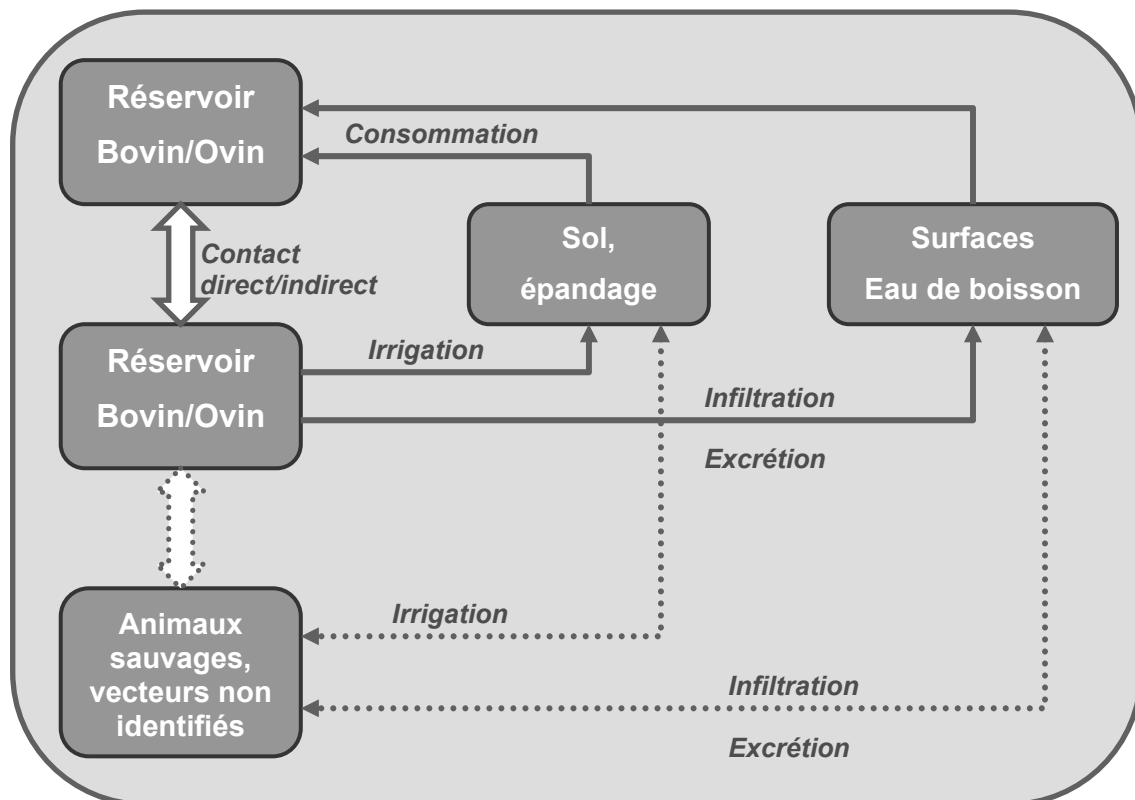 Réservoir
Bovin/Ovin
Consommation
Contact
direct/indirect
Sol,
épandage
Surfaces
Eau de boisson
Réservoir
Bovin/Ovin
Irrigation
Infiltration
Excrétion
Animaux
sauvages,
vecteurs non
identifiés
Irrigation
Infiltration
Excrétion